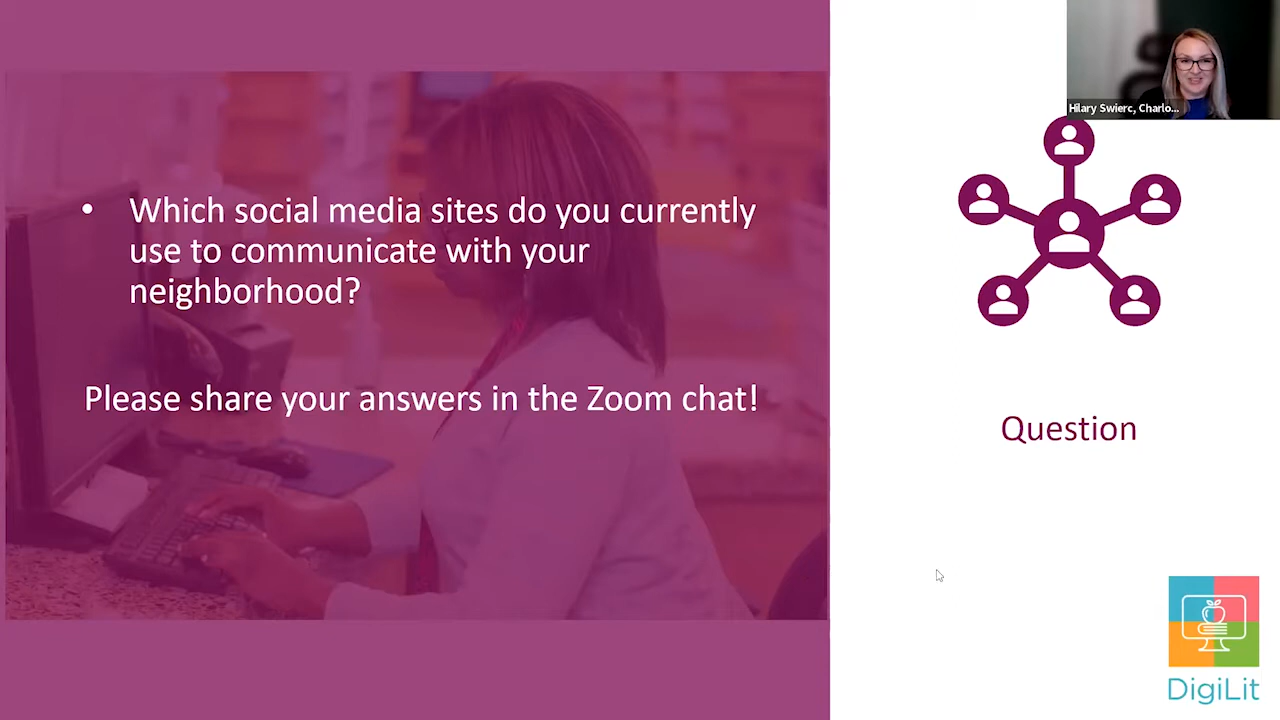 Hilary Swierc, Charlo...
• Which social media sites do you currently
use to communicate with your
neighborhood?
Please share your answers in the Zoom chat!
Question
DigiLit